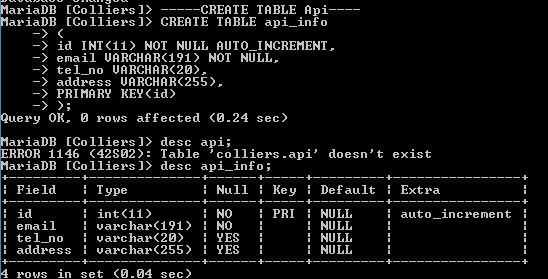 MariaDB [Colliers]> -----CREATE TABLE Api----
MariaDB [Colliers]> CREATE TABLE api_info
    -> (
    -> id INT(11) NOT NULL AUTO_INCREMENT,
    -> email VARCHAR(191) NOT NULL,
    -> tel_no VARCHAR(20),
    -> address VARCHAR(255),
    -> PRIMARY KEY(id)
    -> );
Query OK, 0 rows affected (0.24 sec)

MariaDB [Colliers]> desc api;
ERROR 1146 (42S02): Table 'colliers.api' doesn't exist
MariaDB [Colliers]> desc api_info;
+---------+--------------+------+-----+---------+----------------+
| Field   | Type         | Null | Key | Default | Extra          |
+---------+--------------+------+-----+---------+----------------+
| id      | int(11)      | NO   | PRI | NULL    | auto_increment |
| email   | varchar(191) | NO   |     | NULL    |                |
| tel_no  | varchar(20)  | YES  |     | NULL    |                |
| address | varchar(255) | YES  |     | NULL    |                |
+---------+--------------+------+-----+---------+----------------+
4 rows in set (0.04 sec)